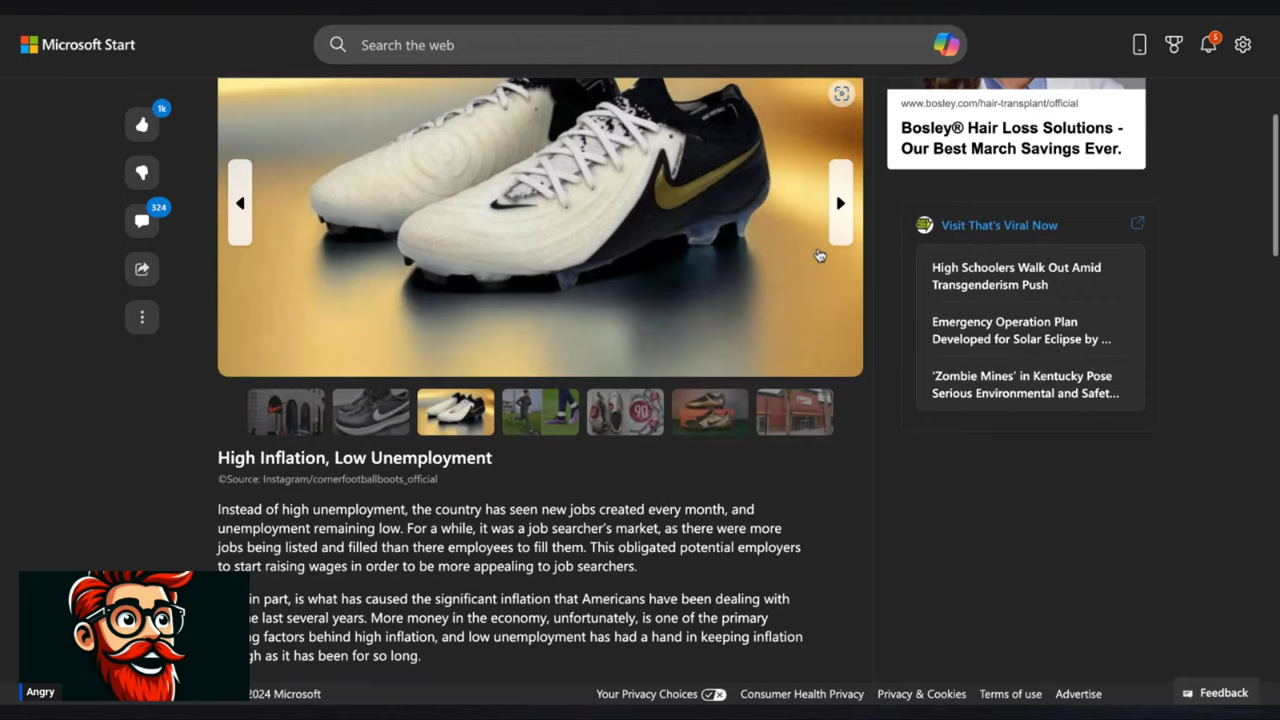 Microsoft Start
Search the web
5
1k
324
www.bosley.com/hair-transplant/official
Bosley® Hair Loss Solutions -
Our Best March Savings Ever.
Visit That's Viral Now
High Schoolers Walk Out Amid
Transgenderism Push
Emergency Operation Plan
Developed for Solar Eclipse by ...
'Zombie Mines' in Kentucky Pose
Serious Environmental and Safet...
90
High Inflation, Low Unemployment
©Source: Instagram/cornerfootballboots_official
Instead of high unemployment, the country has seen new jobs created every month, and
unemployment remaining low. For a while, it was a job searcher's market, as there were more
jobs being listed and filled than there employees to fill them. This obligated potential employers
to start raising wages in order to be more appealing to job searchers.
in part, is what has caused the significant inflation that Americans have been dealing with
last several years. More money in the economy, unfortunately, is one of the primary
factors behind high inflation, and low unemployment has had a hand in keeping inflation
as it has been for so long.
Angry
2024 Microsoft
Your Privacy Choices
Consumer Health Privacy
Privacy & Cookies
Terms of use
Advertise
Feedback